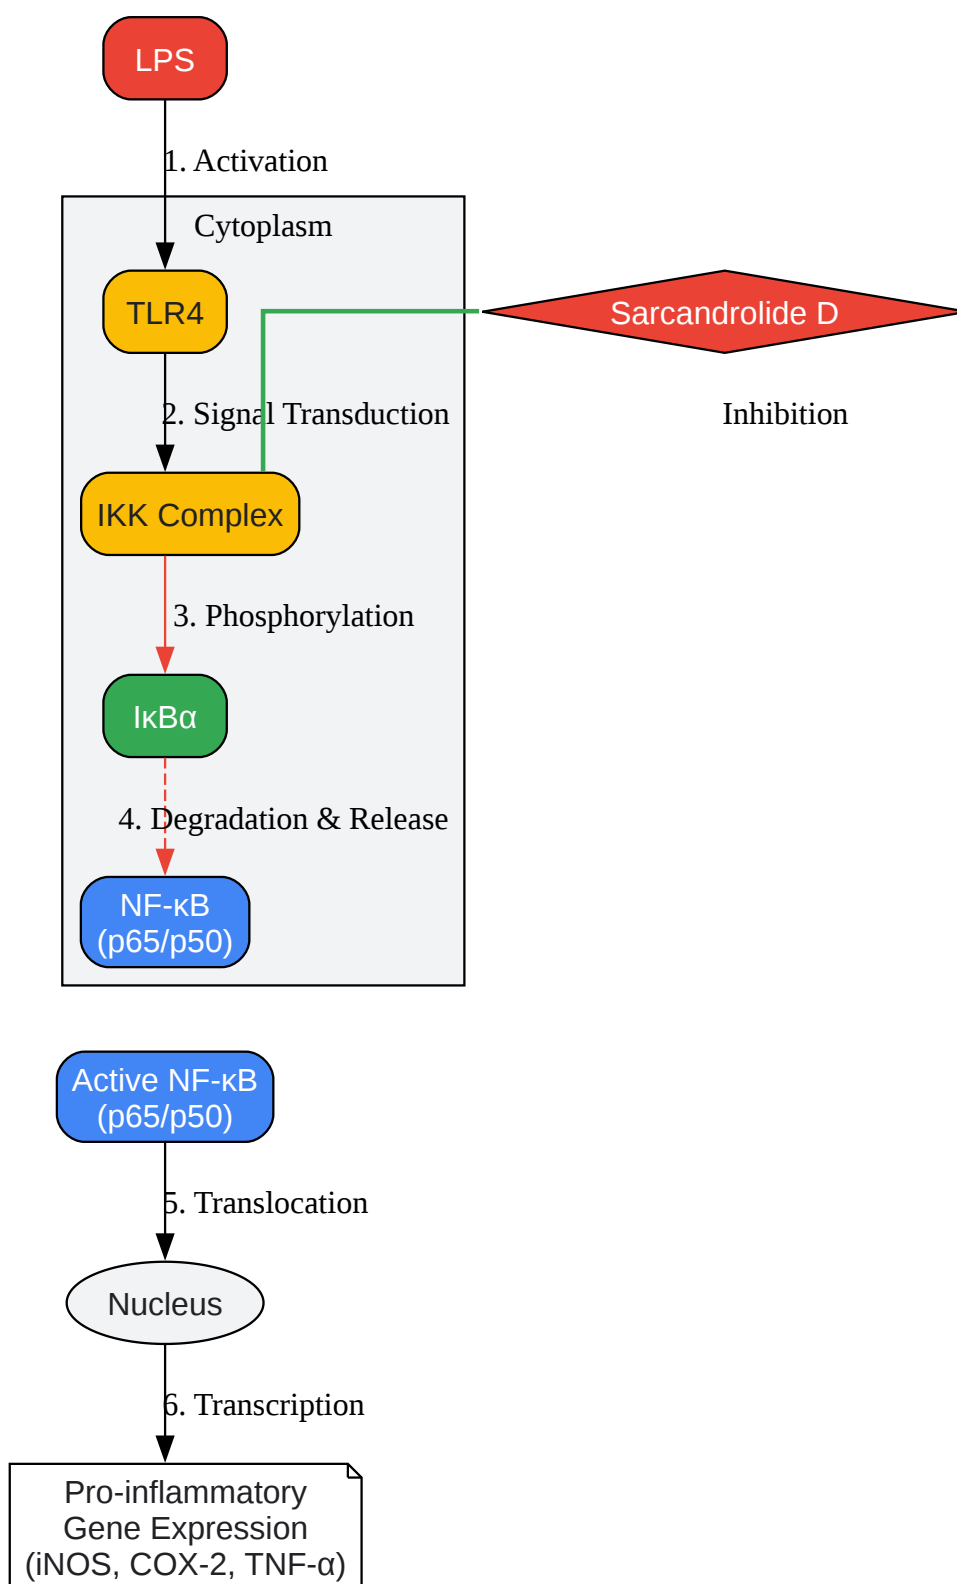 LPS
1. Activation
Cytoplasm
TLR4
Sarcandrolide D
2. Signal Transduction
Inhibition
IKK Complex
3. Phosphorylation
IκBα
4. Degradation & Release
NF-κB
(p65/p50)
Active NF-κB
(p65/p50)
5. Translocation
Nucleus
6. Transcription
Pro-inflammatory
Gene Expression
(iNOS, COX-2, TNF-α)